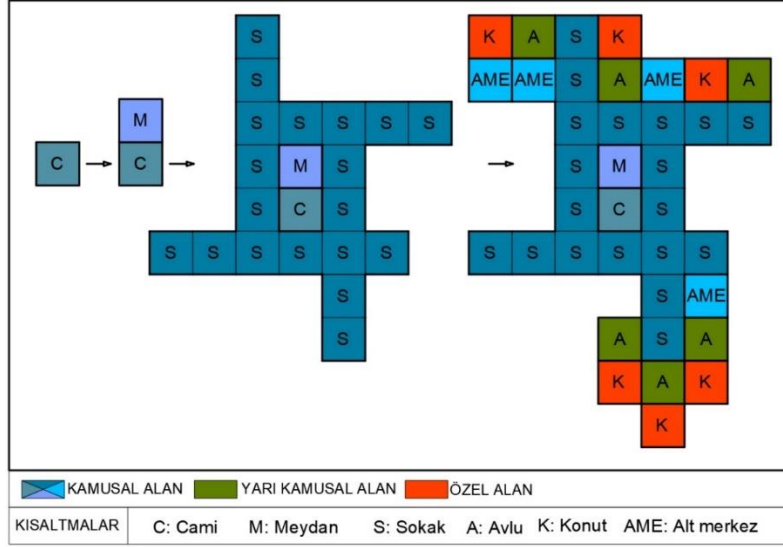 S K A S K
S AME AME S A AME K A
M S S S S S S S S S S
C C S M S S M S
S C S S C S
S S S S S S S S S S S S
S S AME
S A S A
K A K
K
KAMUSAL ALAN YARI KAMUSAL ALAN ÖZEL ALAN
KISALTMALAR C: Cami M: Meydan S: Sokak A: Avlu K: Konut AME: Alt merkez